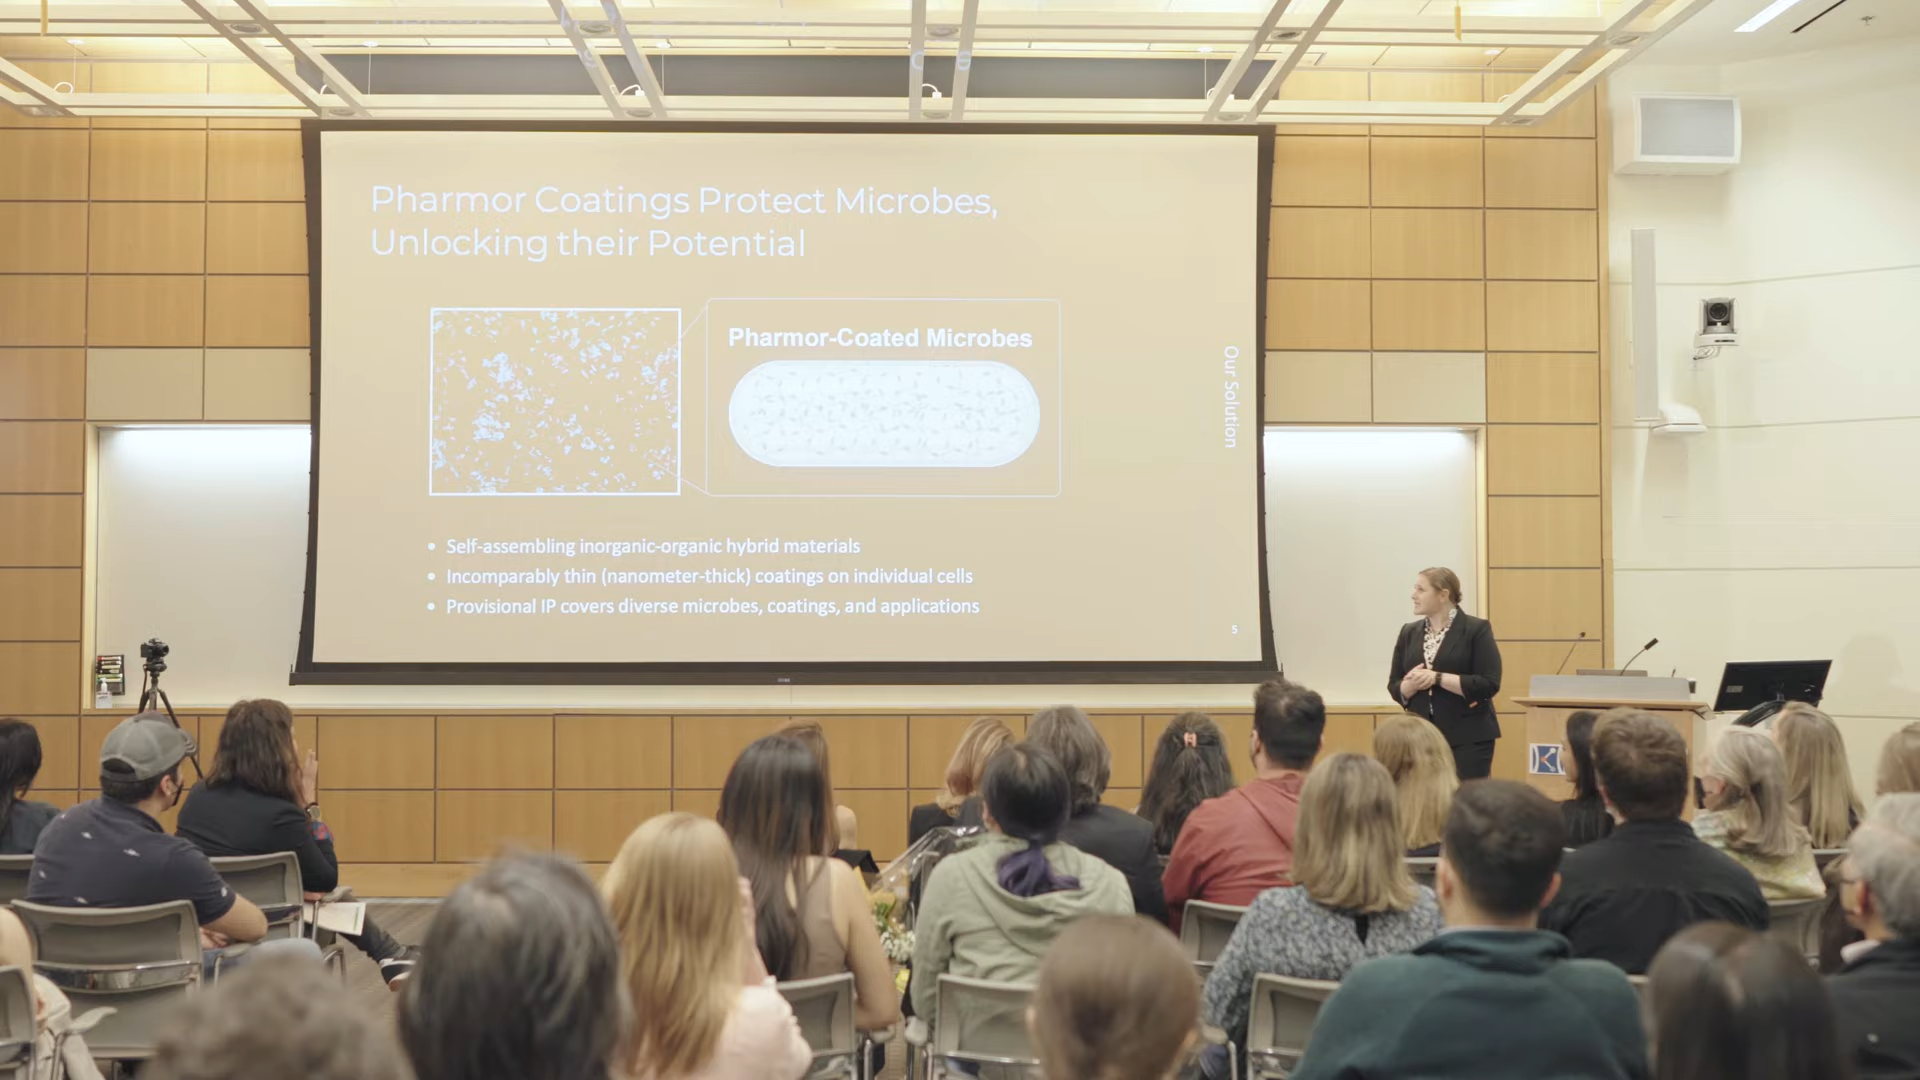 Pharmor Coatings Protect Microbes,
Unlocking their Potential
Pharmor-Coated Microbes
Our Solution
• Self-assembling inorganic-organic hybrid materials
• Incomparably thin (nanometer-thick) coatings on individual cells
• Provisional IP covers diverse microbes, coatings, and applications
5